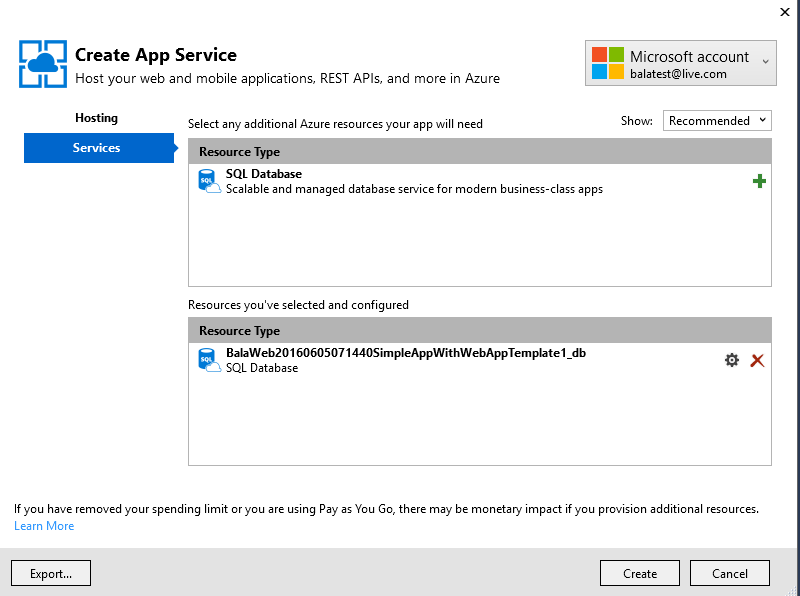 Create App Service
Host your web and mobile applications, REST APIs, and more in Azure
Microsoft account
balatest@live.com
Hosting
Services
Select any additional Azure resources your app will need
Show:
Recommended
Resource Type
SQL
SQL Database
Scalable and managed database service for modern business-class apps
Resources you've selected and configured
Resource Type
SQL
BalaWeb20160605071440SimpleAppWithWebAppTemplate1_db
SQL Database
If you have removed your spending limit or you are using Pay as You Go, there may be monetary impact if you provision additional resources.
Learn More
Export...
Create
Cancel